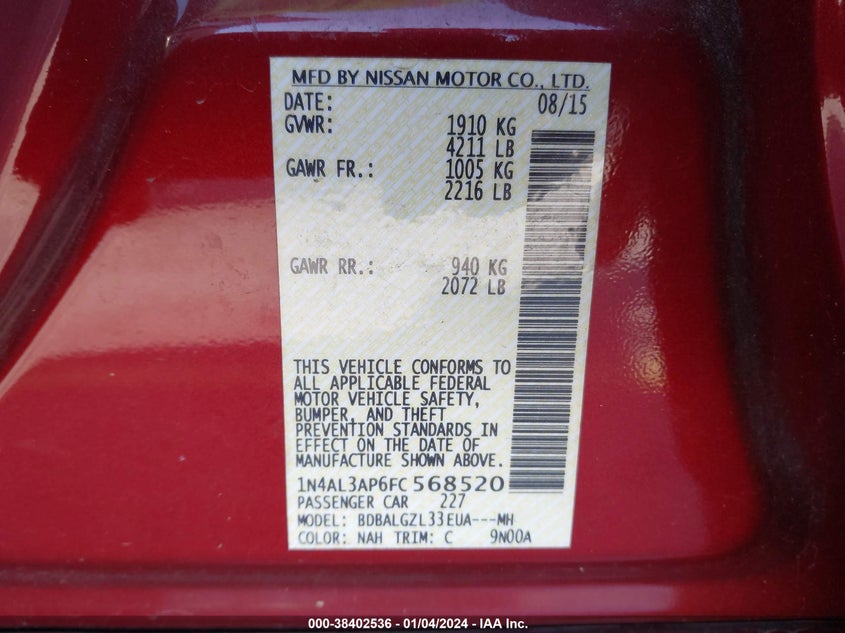 MFD BY NISSAN MOTOR CO., LTD.
DATE: 08/15
GVWR: 1910 KG
4211 LB
GAWR FR.: 1005 KG
2216 LB
GAWR RR.: 940 KG
2072 LB
THIS VEHICLE CONFORMS TO
ALL APPLICABLE FEDERAL
MOTOR VEHICLE SAFETY,
BUMPER, AND THEFT
PREVENTION STANDARDS IN
EFFECT ON THE DATE OF
MANUFACTURE SHOWN ABOVE.
1N4AL3AP6FC568520
PASSENGER CAR 227
MODEL: BDBALGZL33EUA---MH
COLOR: NAH TRIM: C 9N00A
000-38402536 - 01/04/2024 - IAA Inc.